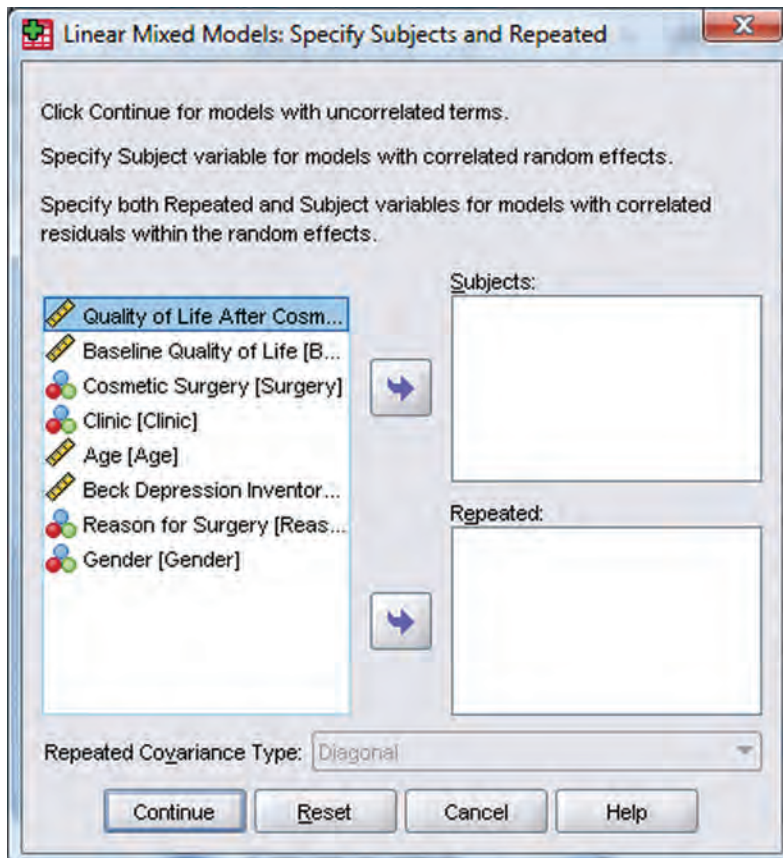 Linear Mixed Models: Specify Subjects and Repeated
Click Continue for models with uncorrelated terms.
Specify Subject variable for models with correlated random effects.
Specify both Repeated and Subject variables for models with correlated
residuals within the random effects.
Subjects:
Quality of Life After Cosm...
Baseline Quality of Life [B...
Cosmetic Surgery [Surgery]
Clinic [Clinic]
Age [Age]
Beck Depression Inventor...
Reason for Surgery [Reas...
Gender [Gender]
Repeated:
Repeated Covariance Type: Diagonal
Continue Reset Cancel Help